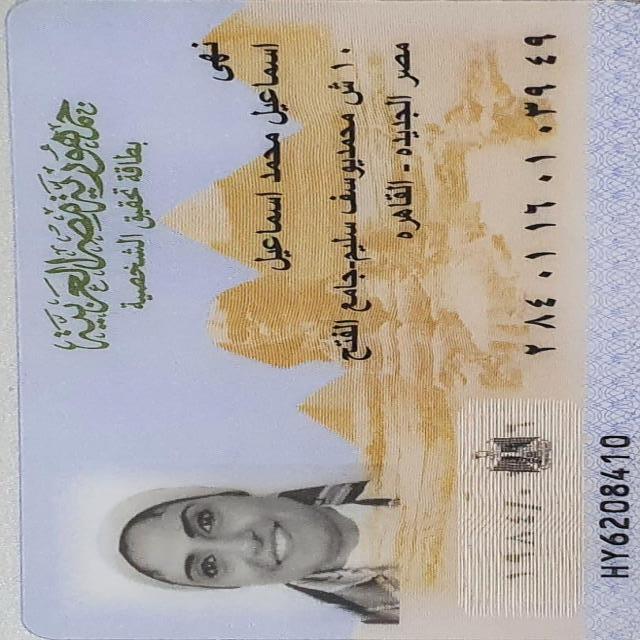 جمهورية مصر العربية
بطاقة تحقيق الشخصية
نهى
اسماعيل محمد اسماعيل
١٠ ش محمديوسف سليم-جامع الفتح
مصر الجديده - القاهره
٢٨٤٠١١٦٠١٠٣٩٤٩
HY6208410